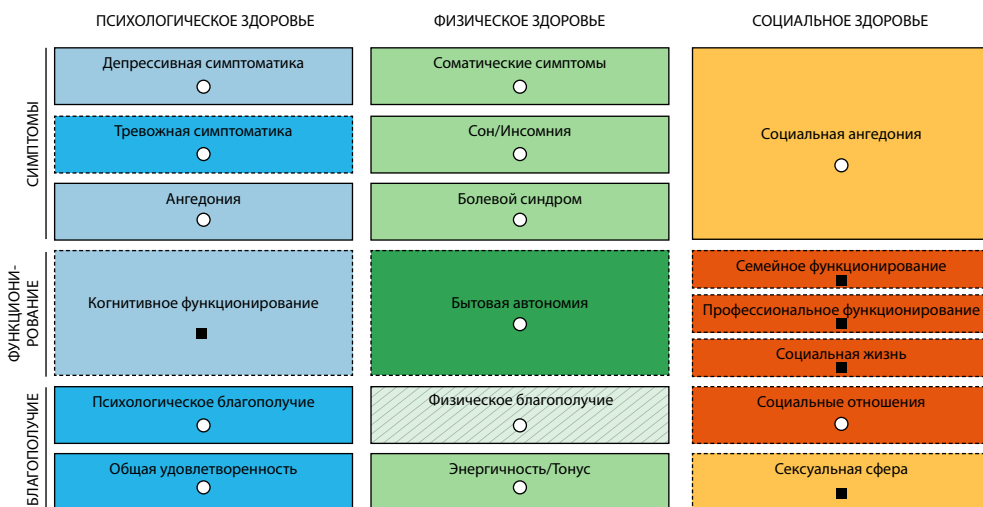 ПСИХОЛОГИЧЕСКОЕ ЗДОРОВЬЕ
ФИЗИЧЕСКОЕ ЗДОРОВЬЕ
СОЦИАЛЬНОЕ ЗДОРОВЬЕ
СИМПТОМЫ
Депрессивная симптоматика
Соматические симптомы
Социальная ангедония
Тревожная симптоматика
Сон/Инсомния
Ангедония
Болевой синдром
ФУНКЦИОНИ-
РОВАНИЕ
Когнитивное функционирование
Бытовая автономия
Семейное функционирование
Профессиональное функционирование
Социальная жизнь
БЛАГОПОЛУЧИЕ
Психологическое благополучие
Физическое благополучие
Социальные отношения
Общая удовлетворенность
Энергичность/Тонус
Сексуальная сфера